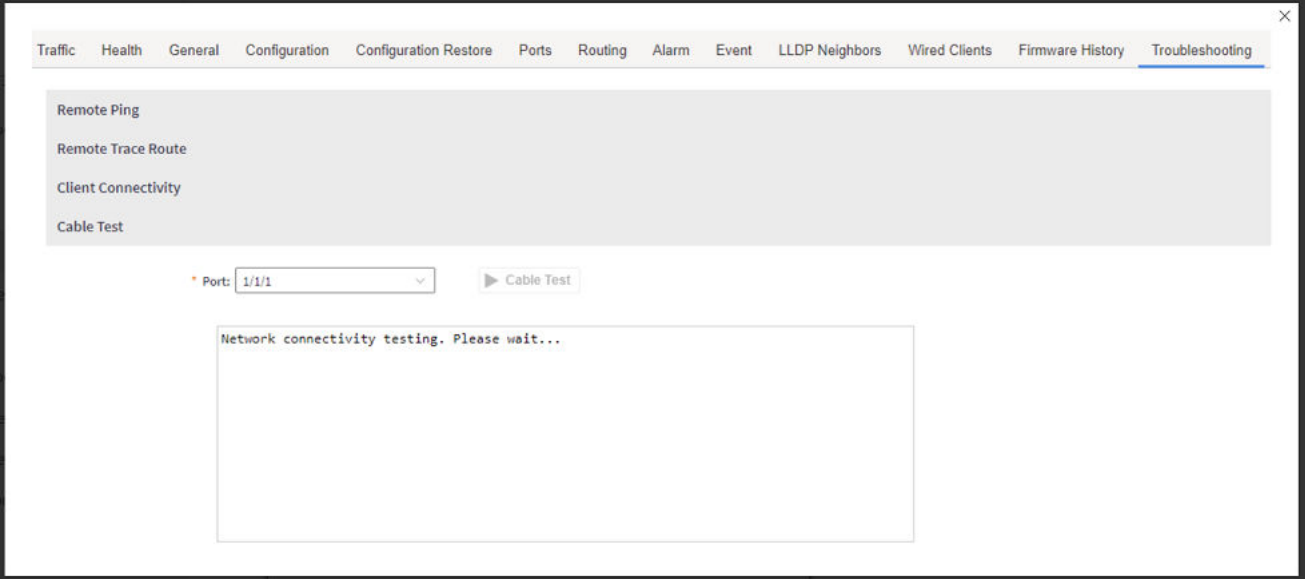 Traffic Health General Configuration Configuration Restore Ports Routing Alarm Event LLDP Neighbors Wired Clients Firmware History Troubleshooting
Remote Ping
Remote Trace Route
Client Connectivity
Cable Test
* Port: 1/1/1 Cable Test
Network connectivity testing. Please wait...